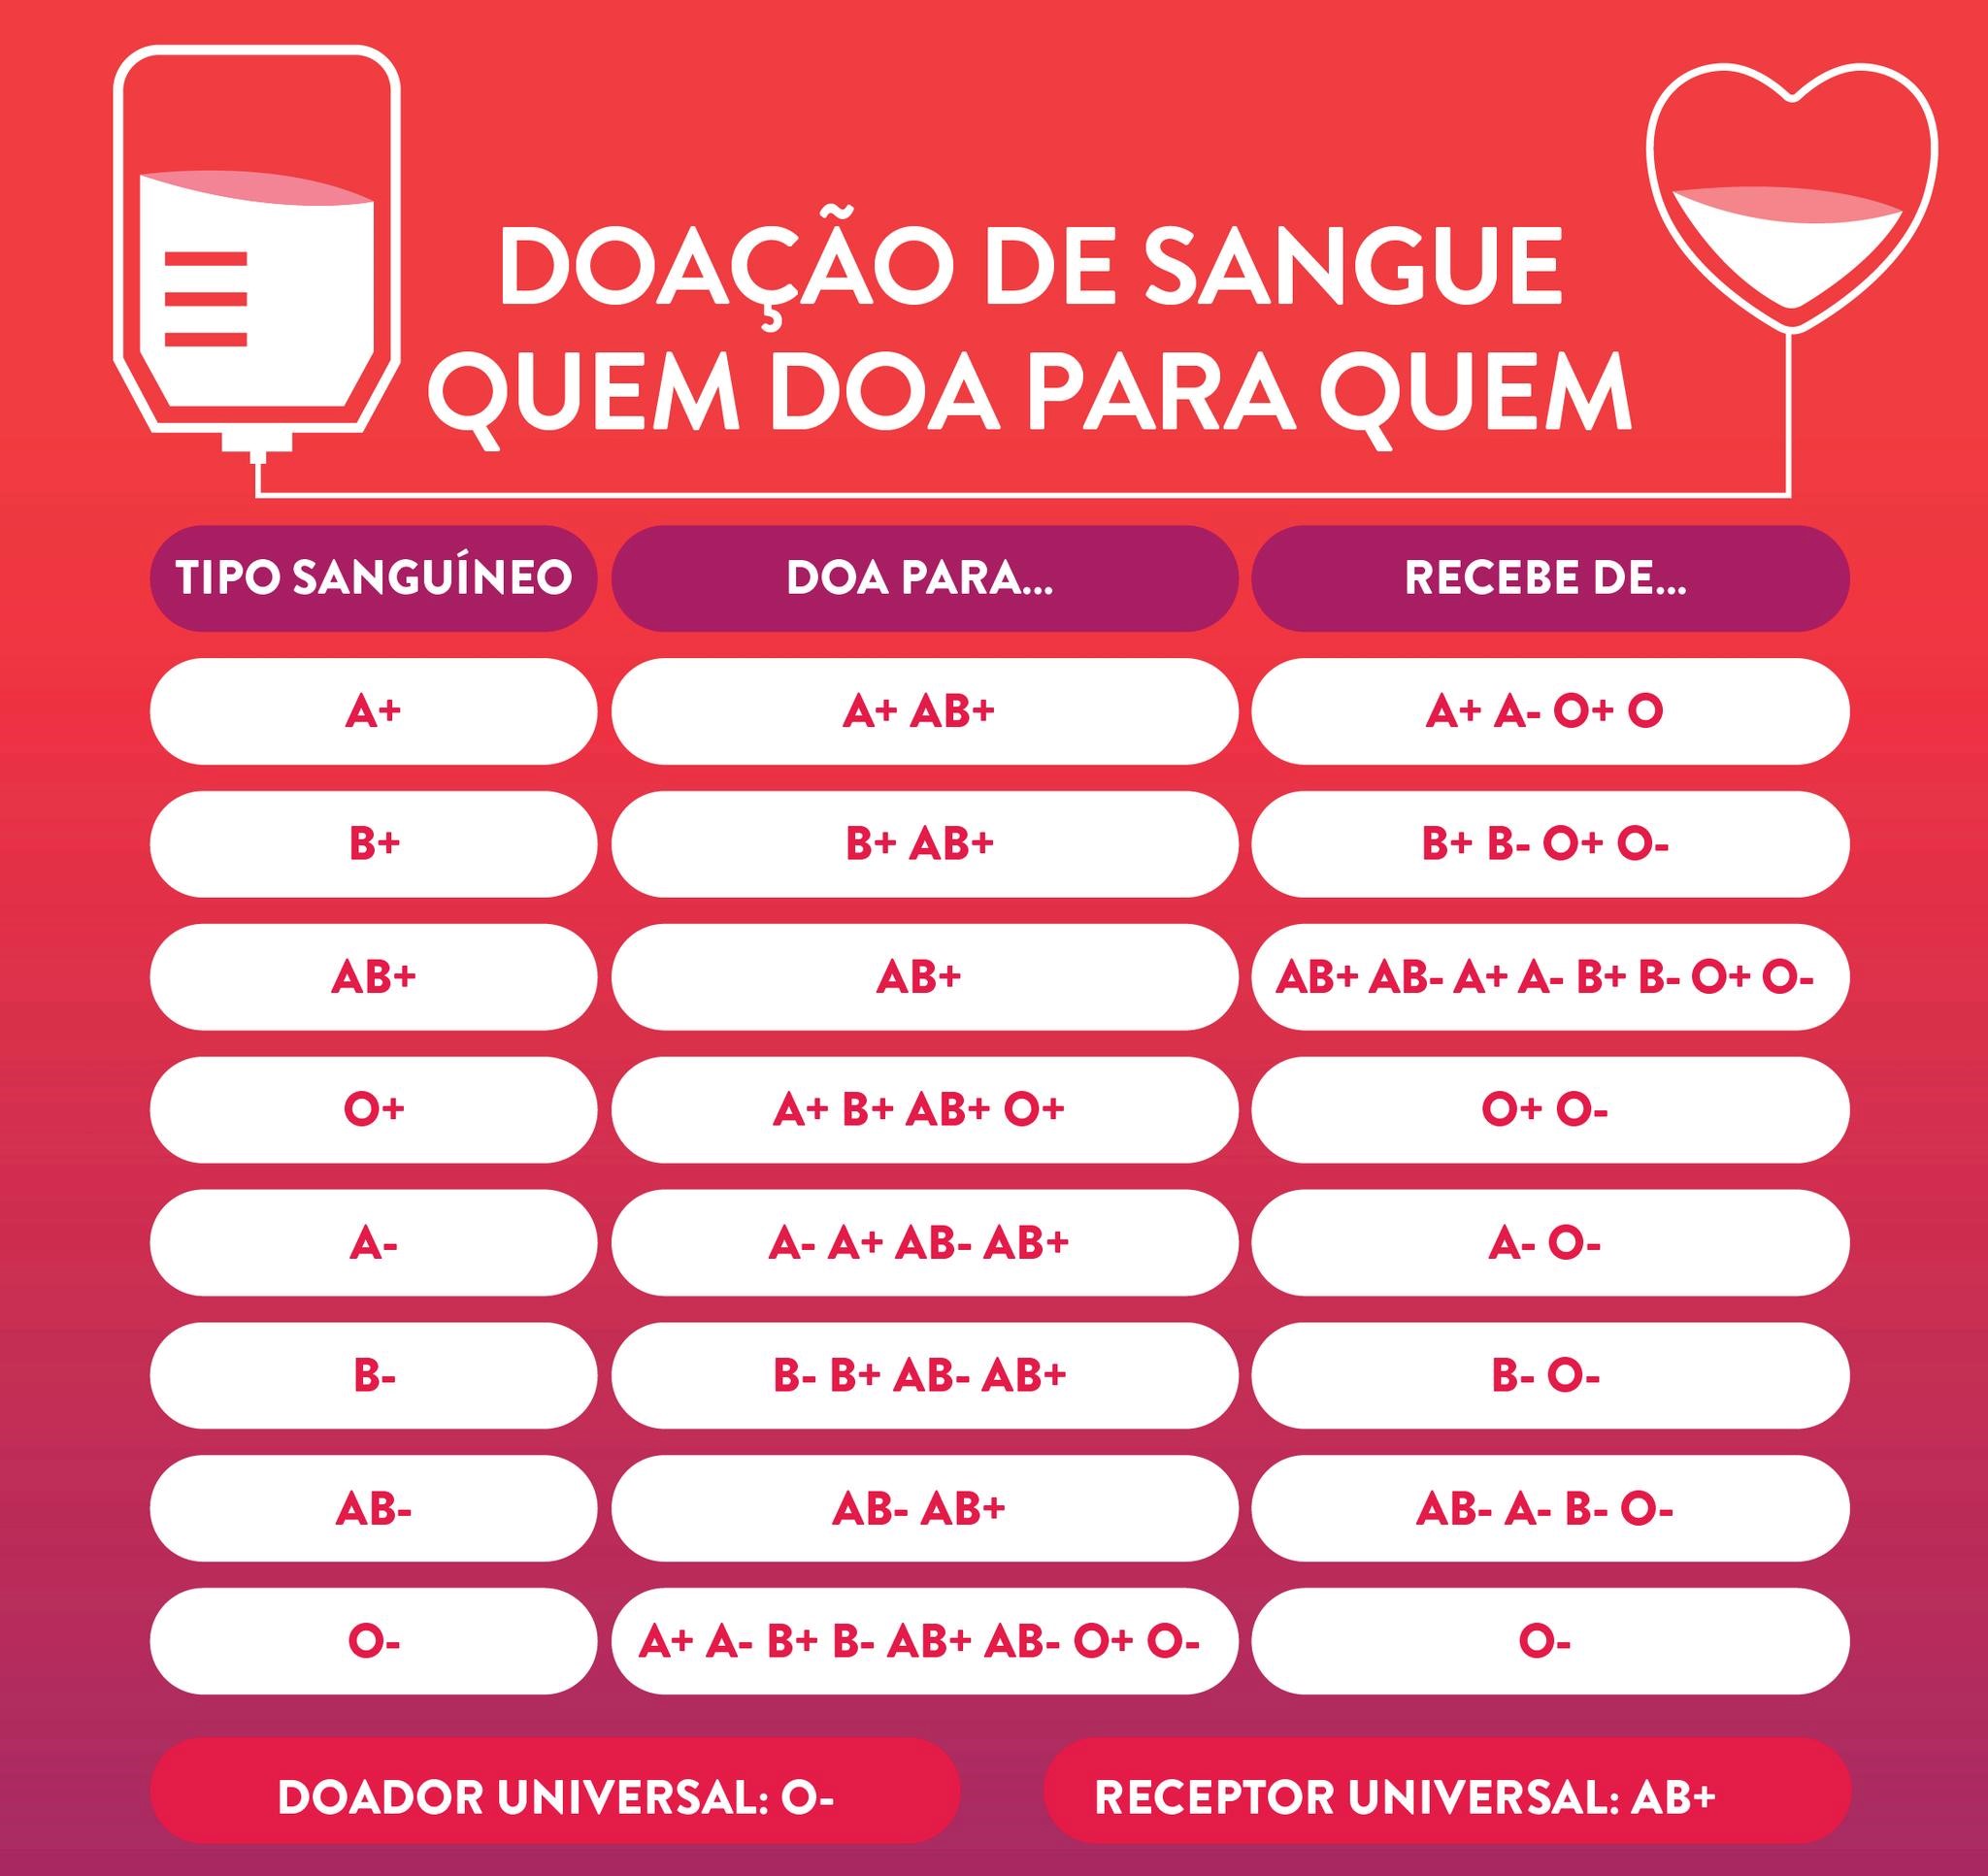 DOAÇÃO DE SANGUE
QUEM DOA PARA QUEM
TIPO SANGUÍNEO DOA PARA... RECEBE DE...
A+ A+ AB+ A+ A- O+ O
B+ B+ AB+ B+ B- O+ O-
AB+ AB+ AB+ AB- A+ A- B+ B- O+ O-
O+ A+ B+ AB+ O+ O+ O-
A- A- A+ AB- AB+ A- O-
B- B- B+ AB- AB+ B- O-
AB- AB- AB+ AB- A- B- O-
O- A+ A- B+ B- AB+ AB- O+ O- O-
DOADOR UNIVERSAL: O- RECEPTOR UNIVERSAL: AB+